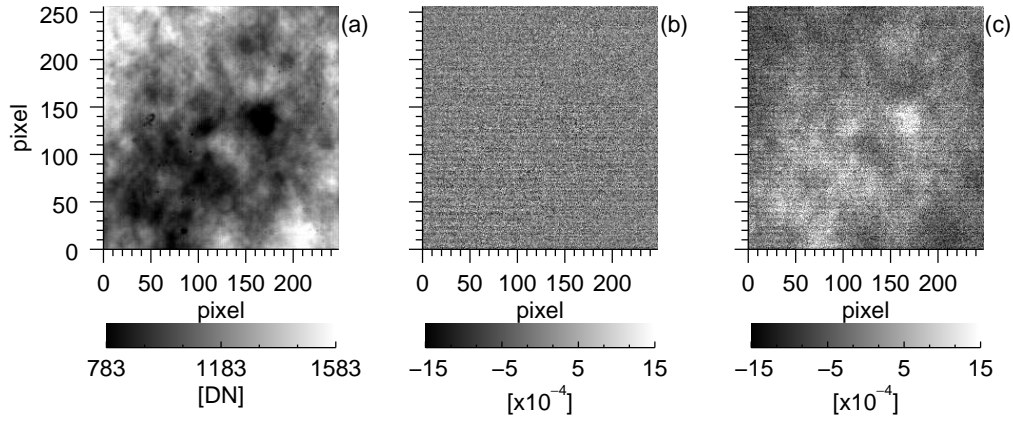 (a) (b) (c)
250
200
150
100
50
0
pixel
0 50 100 150 200 0 50 100 150 200 0 50 100 150 200
pixel pixel pixel
783 1183 1583 −15 −5 5 15 −15 −5 5 15
[DN] [x10⁻⁴] [x10⁻⁴]